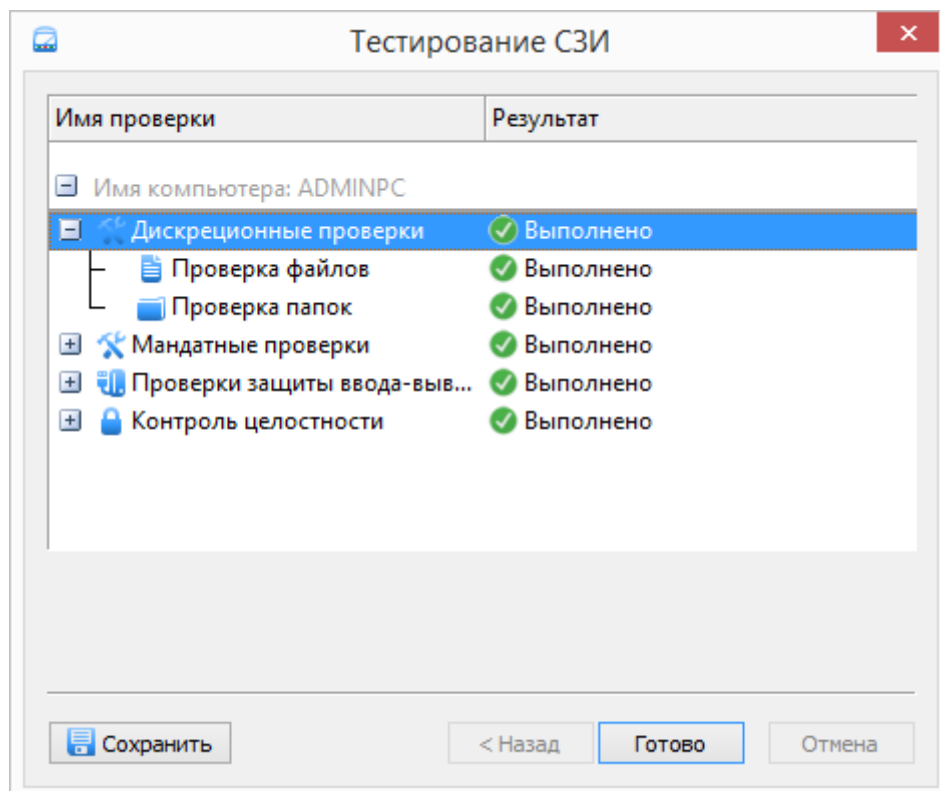 Тестирование СЗИ
Имя проверки Результат
Имя компьютера: ADMINPC
Дискреционные проверки Выполнено
Проверка файлов Выполнено
Проверка папок Выполнено
Мандатные проверки Выполнено
Проверки защиты ввода-выв... Выполнено
Контроль целостности Выполнено
Сохранить < Назад Готово Отмена